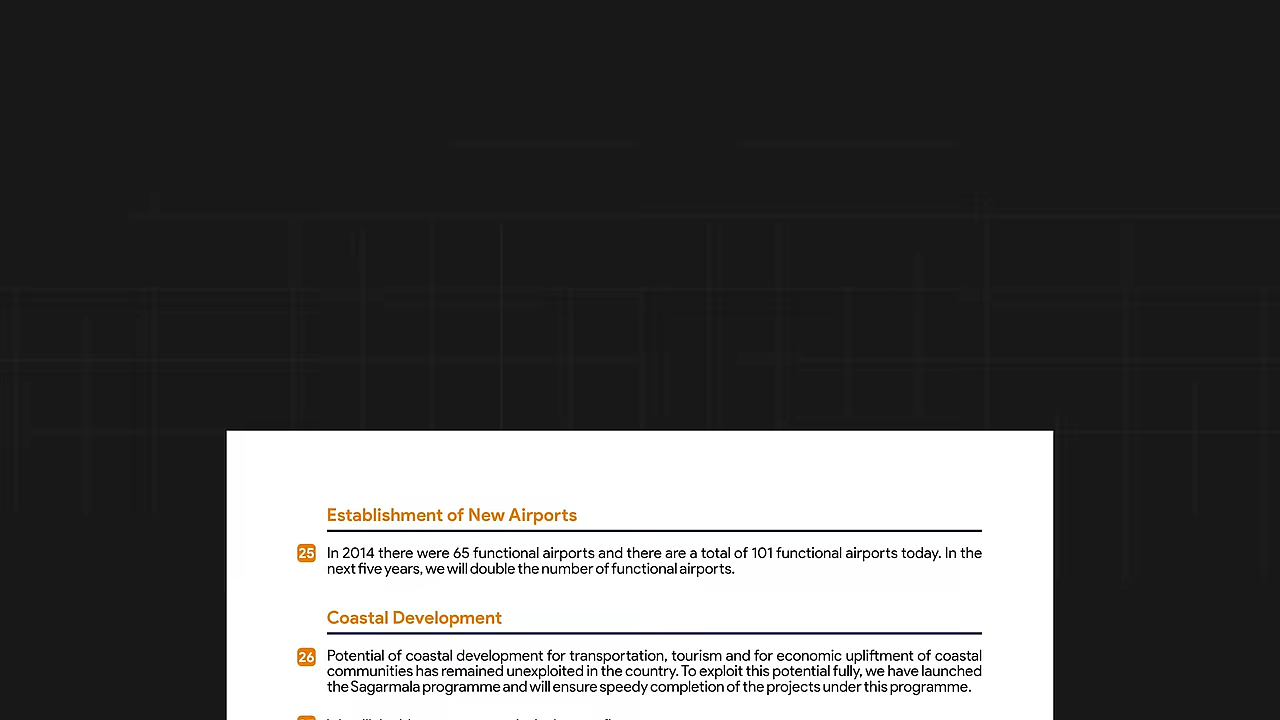 Establishment of New Airports
25 In 2014 there were 65 functional airports and there are a total of 101 functional airports today. In the
next five years, we will double the number of functional airports.
Coastal Development
26 Potential of coastal development for transportation, tourism and for economic upliftment of coastal
communities has remained unexploited in the country. To exploit this potential fully, we have launched
the Sagarmala programme and will ensure speedy completion of the projects under this programme.